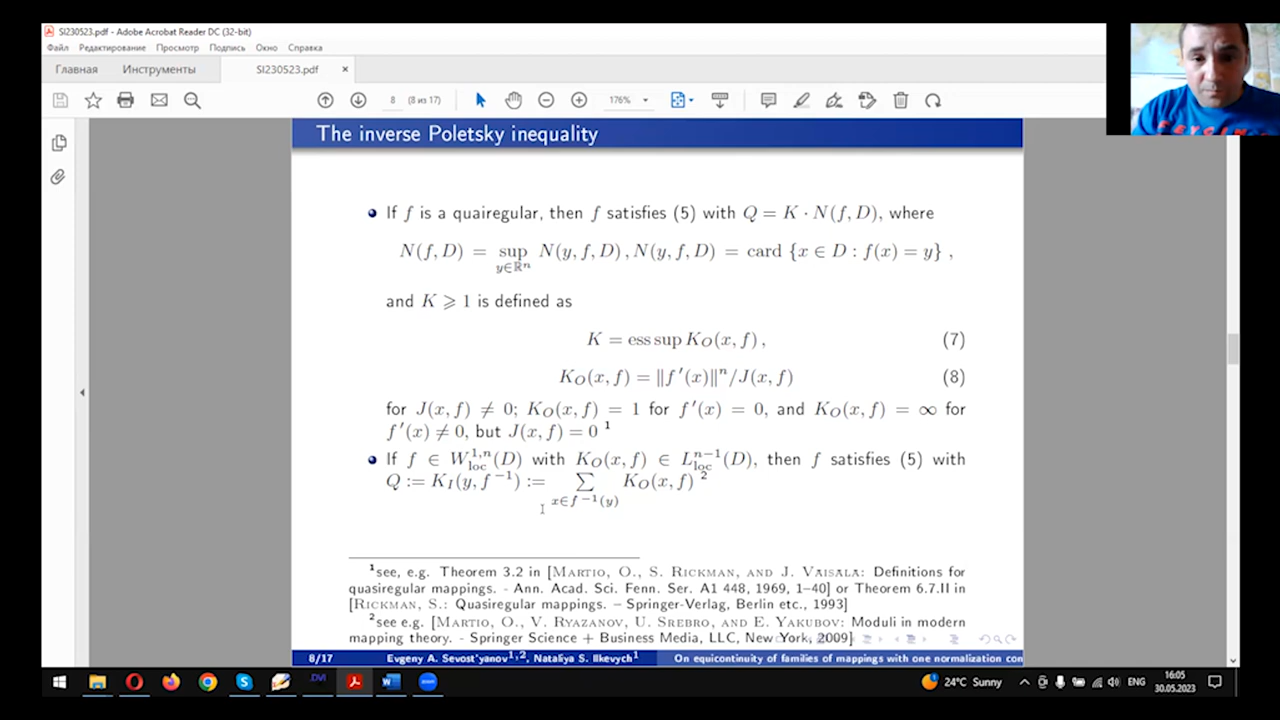 SI230523.pdf - Adobe Acrobat Reader DC (32-bit)
Файл Редактирование Просмотр Подпись Окно Справка
Главная Инструменты SI230523.pdf ×
8 (8 из 17) 176%
The inverse Poletsky inequality
If f is a quairegular, then f satisfies (5) with Q = K · N(f, D), where
N(f, D) = sup_{y∈ℝⁿ} N(y, f, D) , N(y, f, D) = card {x ∈ D : f(x) = y} ,
and K ⩾ 1 is defined as
K = ess sup K_O(x, f) , (7)
K_O(x, f) = ‖f ′(x)‖ⁿ/J(x, f) (8)
for J(x, f) ≠ 0; K_O(x, f) = 1 for f ′(x) = 0, and K_O(x, f) = ∞ for
f ′(x) ≠ 0, but J(x, f) = 0 ¹
If f ∈ W^{1,n}_{loc}(D) with K_O(x, f) ∈ L^{n−1}_{loc}(D), then f satisfies (5) with
Q := K_I(y, f ⁻¹) := ∑_{x∈f ⁻¹(y)} K_O(x, f) ²
¹see, e.g. Theorem 3.2 in [Martio, O., S. Rickman, and J. Väisälä: Definitions for
quasiregular mappings. - Ann. Acad. Sci. Fenn. Ser. A1 448, 1969, 1–40] or Theorem 6.7.II in
[Rickman, S.: Quasiregular mappings. – Springer-Verlag, Berlin etc., 1993]
²see e.g. [Martio, O., V. Ryazanov, U. Srebro, and E. Yakubov: Moduli in modern
mapping theory. - Springer Science + Business Media, LLC, New York, 2009]
8/17 Evgeny A. Sevost'yanov¹,², Nataliya S. Ilkevych¹ On equicontinuity of families of mappings with one normalization con
.DVI 24°C Sunny ENG 16:05
30.05.2023